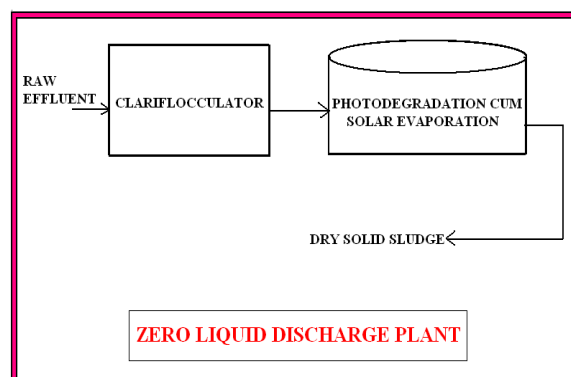 RAW
EFFLUENT
CLARIFLOCCULATOR
PHOTODEGRADATION CUM
SOLAR EVAPORATION
DRY SOLID SLUDGE
ZERO LIQUID DISCHARGE PLANT